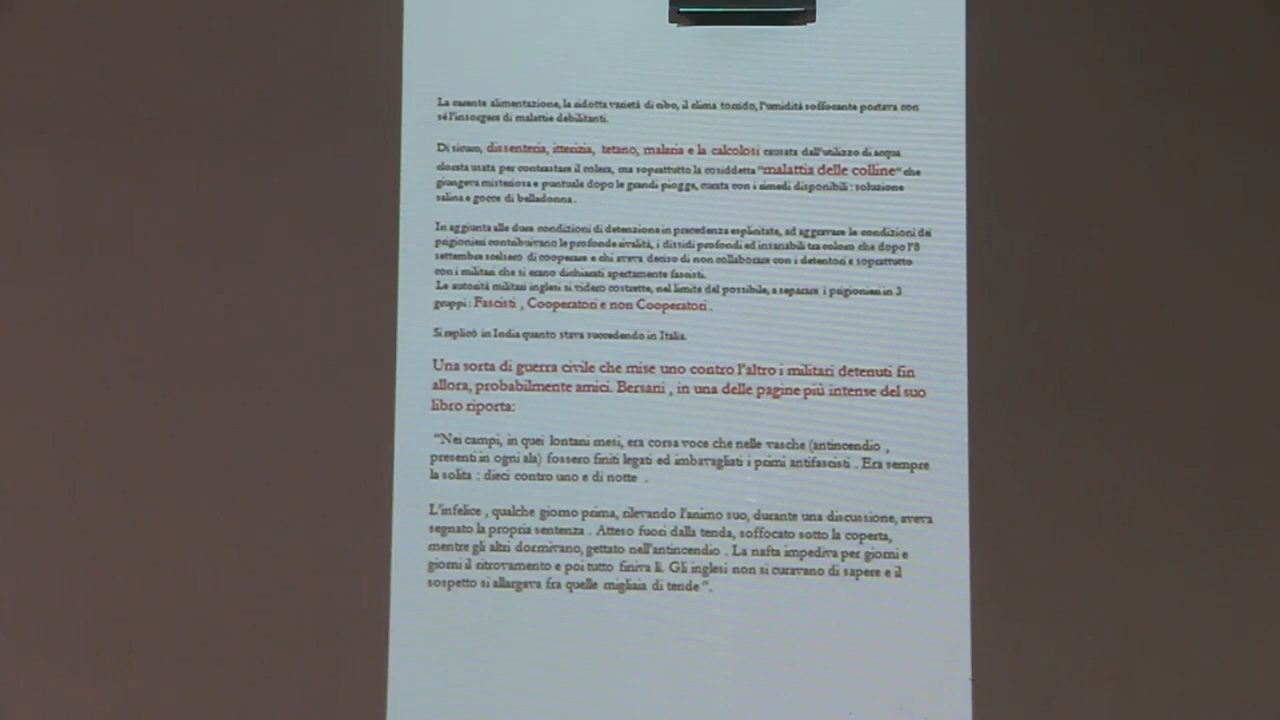 La carente alimentazione, la ridotta varietà di cibo, il clima torrido, l'umidità soffocante portava con
sé l'insorgere di malattie debilitanti.
Di sicuro, dissenteria, itterizia, tetano, malaria e la calcolosi causata dall'utilizzo di acqua
clorata usata per contrastare il colera, ma soprattutto la cosiddetta "malattia delle colline" che
giungeva misteriosa e puntuale dopo le grandi piogge, curata con i rimedi disponibili : soluzione
salina e gocce di belladonna.
In aggiunta alle dure condizioni di detenzione in precedenza esplicitate, ad aggravare le condizioni dei
prigionieri contribuivano le profonde rivalità, i dissidi profondi ed insanabili tra coloro che dopo l'8
settembre scelsero di cooperare e chi aveva deciso di non collaborare con i detentori e soprattutto
con i militari che si erano dichiarati apertamente fascisti.
Le autorità militari inglesi si videro costrette, nel limite del possibile, a separare i prigionieri in 3
gruppi : Fascisti , Cooperatori e non Cooperatori .
Si replicò in India quanto stava succedendo in Italia.
Una sorta di guerra civile che mise uno contro l'altro i militari detenuti fin
allora, probabilmente amici. Bersani , in una delle pagine più intense del suo
libro riporta:
"Nei campi, in quei lontani mesi, era corsa voce che nelle vasche (antincendio ,
presenti in ogni ala) fossero finiti legati ed imbavagliati i primi antifascisti . Era sempre
la solita : dieci contro uno e di notte .
L'infelice , qualche giorno prima, rilevando l'animo suo, durante una discussione, aveva
segnato la propria sentenza . Atteso fuori dalla tenda, soffocato sotto la coperta,
mentre gli altri dormivano, gettato nell'antincendio . La nafta impediva per giorni e
giorni il ritrovamento e poi tutto finiva lì. Gli inglesi non si curavano di sapere e il
sospetto si allargava fra quelle migliaia di tende ".